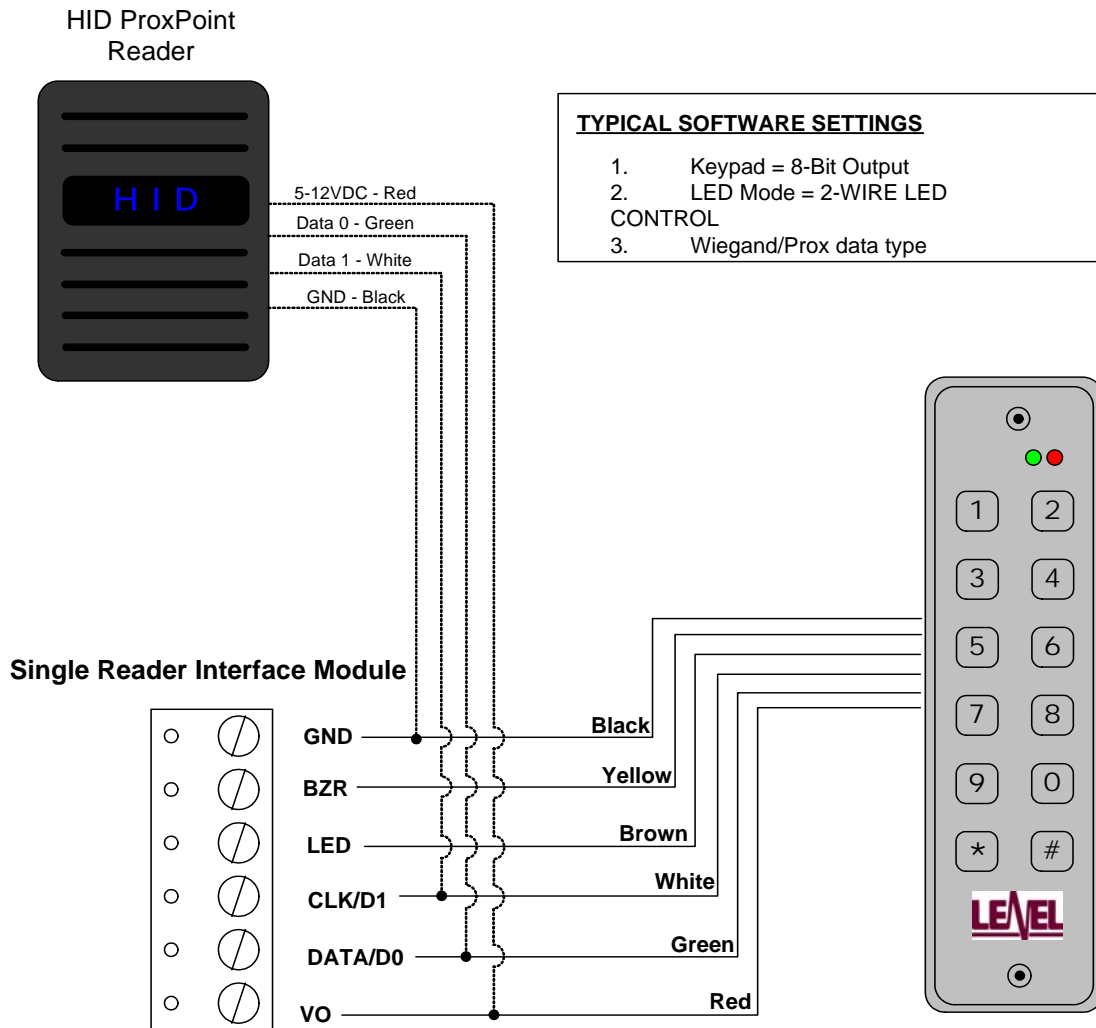 HID ProxPoint
Reader
HID
5-12VDC - Red
Data 0 - Green
Data 1 - White
GND - Black
TYPICAL SOFTWARE SETTINGS
1. Keypad = 8-Bit Output
2. LED Mode = 2-WIRE LED
CONTROL
3. Wiegand/Prox data type
1 2
3 4
5 6
7 8
9 0
* #
LENEL
Single Reader Interface Module
GND Black
BZR Yellow
LED Brown
CLK/D1 White
DATA/D0 Green
VO Red